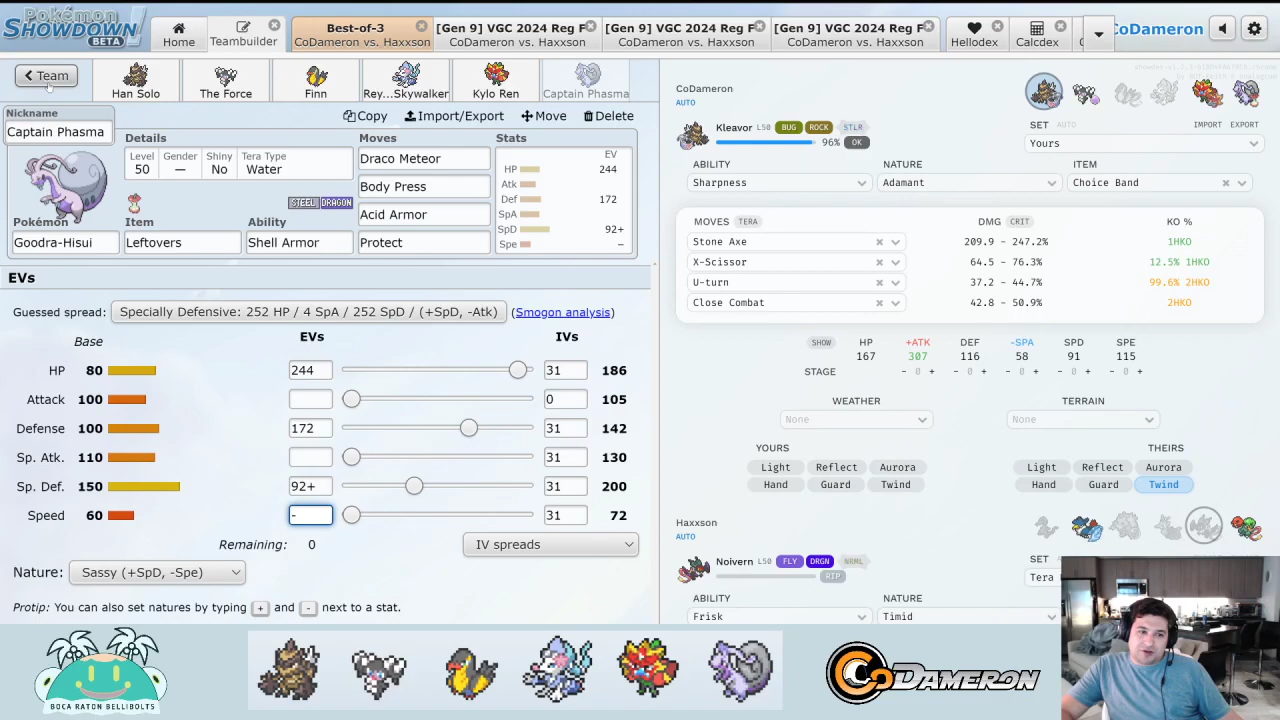 Pokémon
SHOWDOWN!
BETA
Home
Teambuilder
Best-of-3
CoDameron vs. Haxxson
[Gen 9] VGC 2024 Reg F
CoDameron vs. Haxxson
[Gen 9] VGC 2024 Reg F
CoDameron vs. Haxxson
[Gen 9] VGC 2024 Reg F
CoDameron vs. Haxxson
Hellodex
Calcdex
CoDameron
Team
Han Solo
The Force
Finn
Rey...Skywalker
Kylo Ren
Captain Phasma
Nickname
Captain Phasma
Copy
Import/Export
Move
Delete
Details
Level
50
Gender
—
Shiny
No
Tera Type
Water
STEEL DRAGON
Pokémon
Goodra-Hisui
Item
Leftovers
Ability
Shell Armor
Moves
Draco Meteor
Body Press
Acid Armor
Protect
Stats
EV
HP 244
Atk
Def 172
SpA
SpD 92+
Spe –
EVs
Guessed spread: Specially Defensive: 252 HP / 4 SpA / 252 SpD / (+SpD, -Atk) (Smogon analysis)
Base EVs IVs
HP 80 244 31 186
Attack 100 0 105
Defense 100 172 31 142
Sp. Atk. 110 31 130
Sp. Def. 150 92+ 31 200
Speed 60 - 31 72
Remaining: 0
IV spreads
Nature: Sassy (+SpD, -Spe)
Protip: You can also set natures by typing + and - next to a stat.
CoDameron
AUTO
Kleavor L50 BUG ROCK STLR
96% OK
SET AUTO IMPORT EXPORT
Yours
ABILITY
Sharpness
NATURE
Adamant
ITEM
Choice Band
MOVES TERA DMG CRIT KO %
Stone Axe 209.9 - 247.2% 1HKO
X-Scissor 64.5 - 76.3% 12.5% 1HKO
U-turn 37.2 - 44.7% 99.6% 2HKO
Close Combat 42.8 - 50.9% 2HKO
SHOW HP +ATK DEF -SPA SPD SPE
167 307 116 58 91 115
STAGE - 0 + - 0 + - 0 + - 0 + - 0 +
WEATHER
None
TERRAIN
None
YOURS
Light Reflect Aurora
Hand Guard Twind
THEIRS
Light Reflect Aurora
Hand Guard Twind
Haxxson
AUTO
Noivern L50 FLY DRGN NRML
RIP
SET
Tera
ABILITY
Frisk
NATURE
Timid
BOCA RATON BELLIBOLTS
CODAMERON